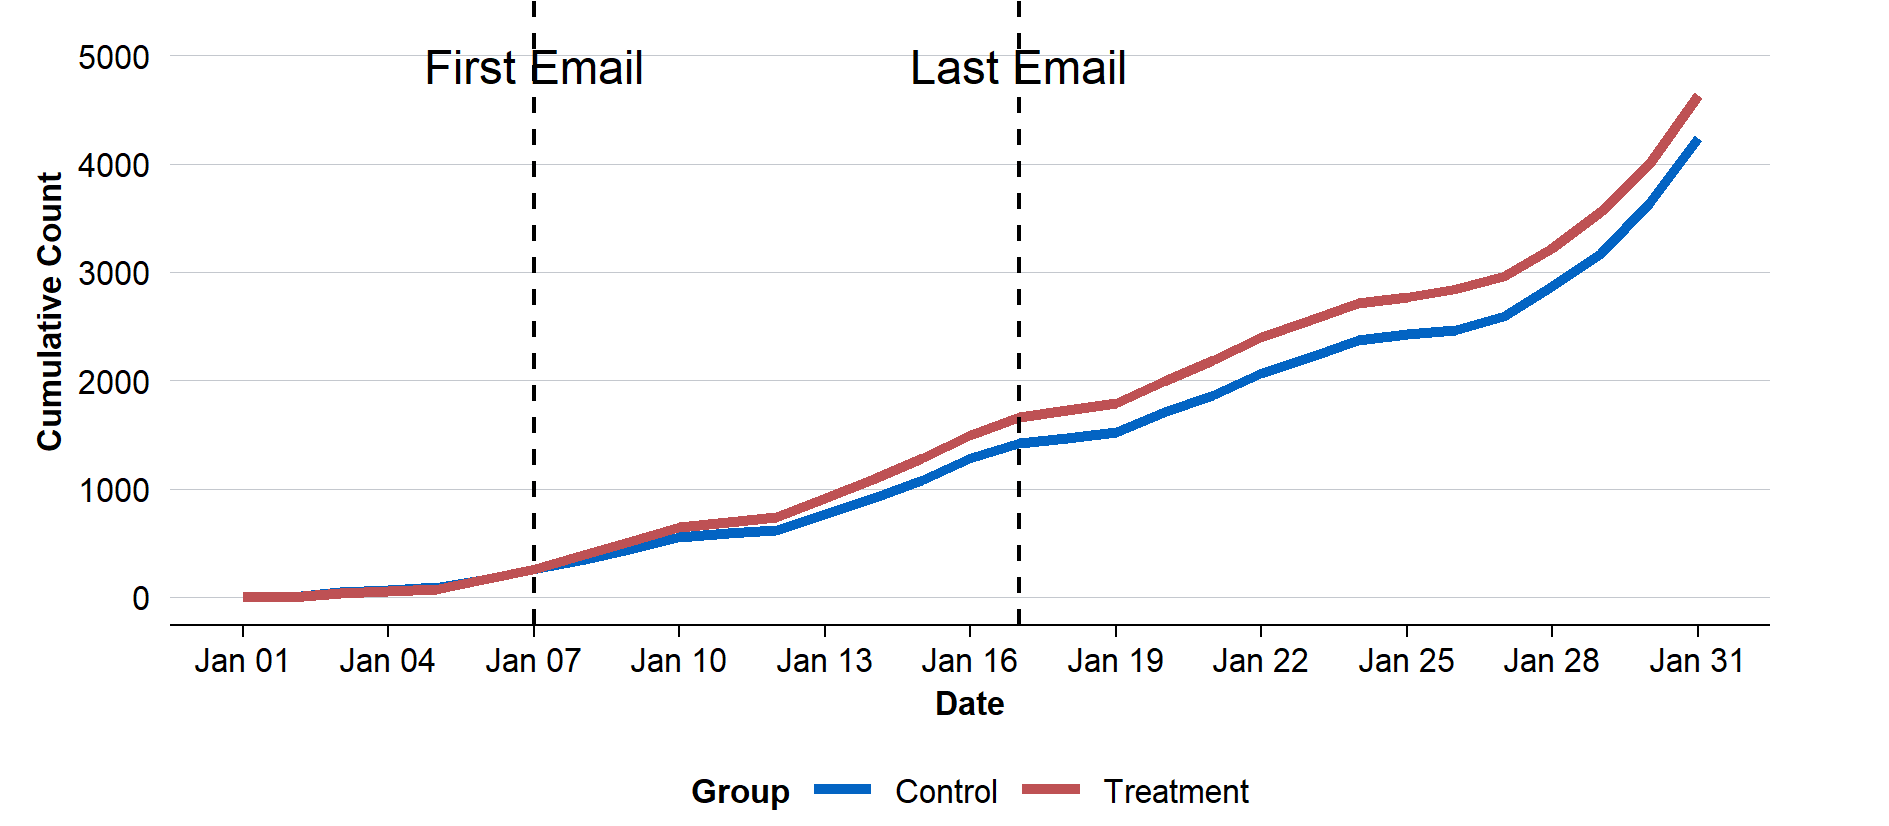 First Email Last Email
5000
4000
3000
2000
1000
0
Cumulative Count
Jan 01 Jan 04 Jan 07 Jan 10 Jan 13 Jan 16 Jan 19 Jan 22 Jan 25 Jan 28 Jan 31
Date
Group Control Treatment